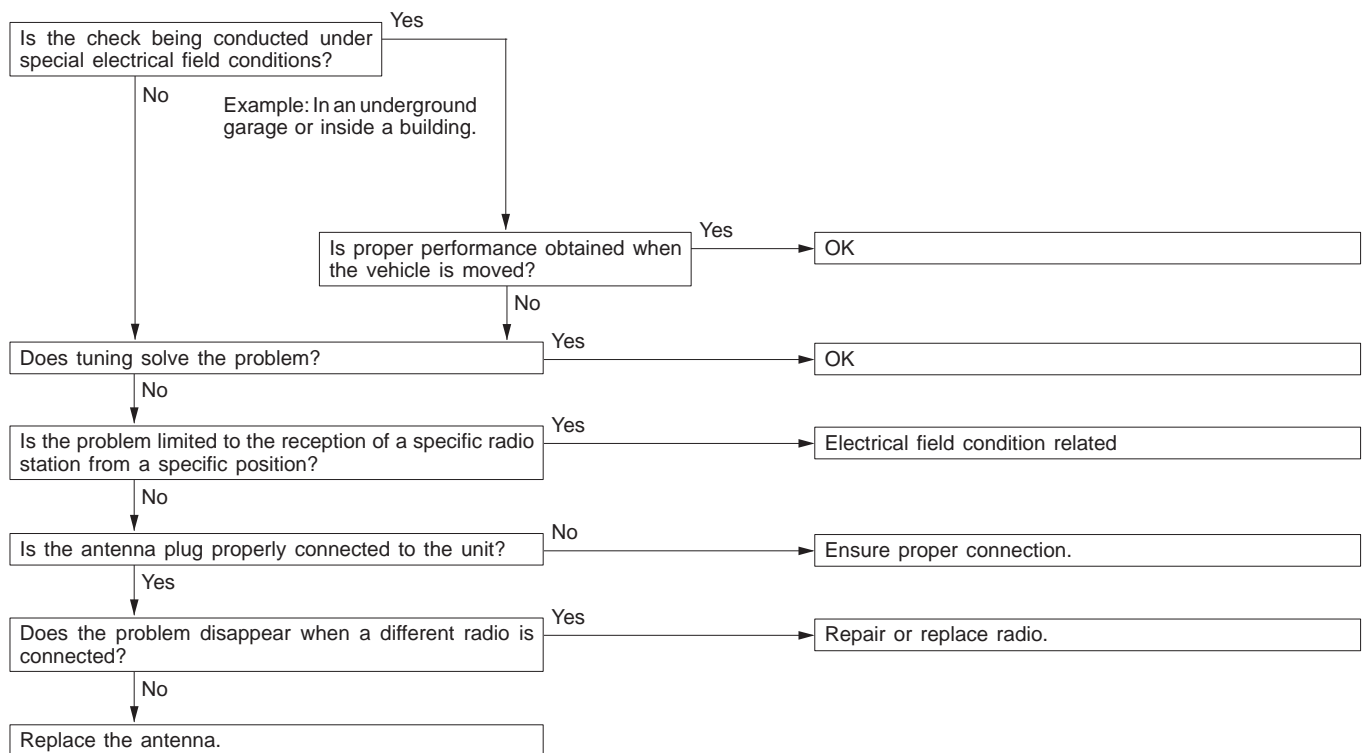 Yes
Is the check being conducted under
special electrical field conditions?
No
Example: In an underground
garage or inside a building.
Is proper performance obtained when
the vehicle is moved?
Yes
OK
No
Does tuning solve the problem?
Yes
OK
No
Is the problem limited to the reception of a specific radio
station from a specific position?
Yes
Electrical field condition related
No
Is the antenna plug properly connected to the unit?
No
Ensure proper connection.
Yes
Does the problem disappear when a different radio is
connected?
Yes
Repair or replace radio.
No
Replace the antenna.